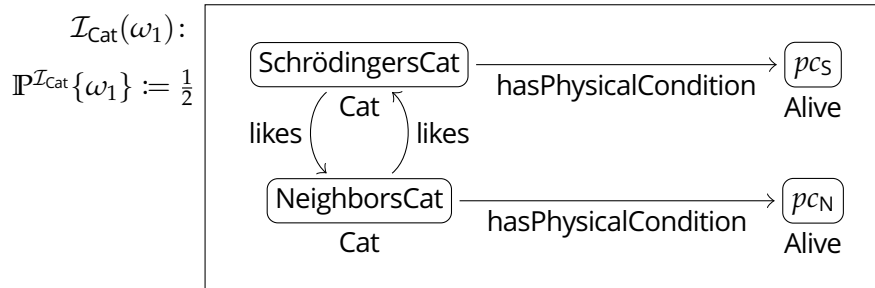 𝓘_Cat(ω₁):
ℙ^{𝓘_Cat}{ω₁} ≔ 1/2
SchrödingersCat
Cat
hasPhysicalCondition
pc_S
Alive
likes
likes
NeighborsCat
Cat
hasPhysicalCondition
pc_N
Alive